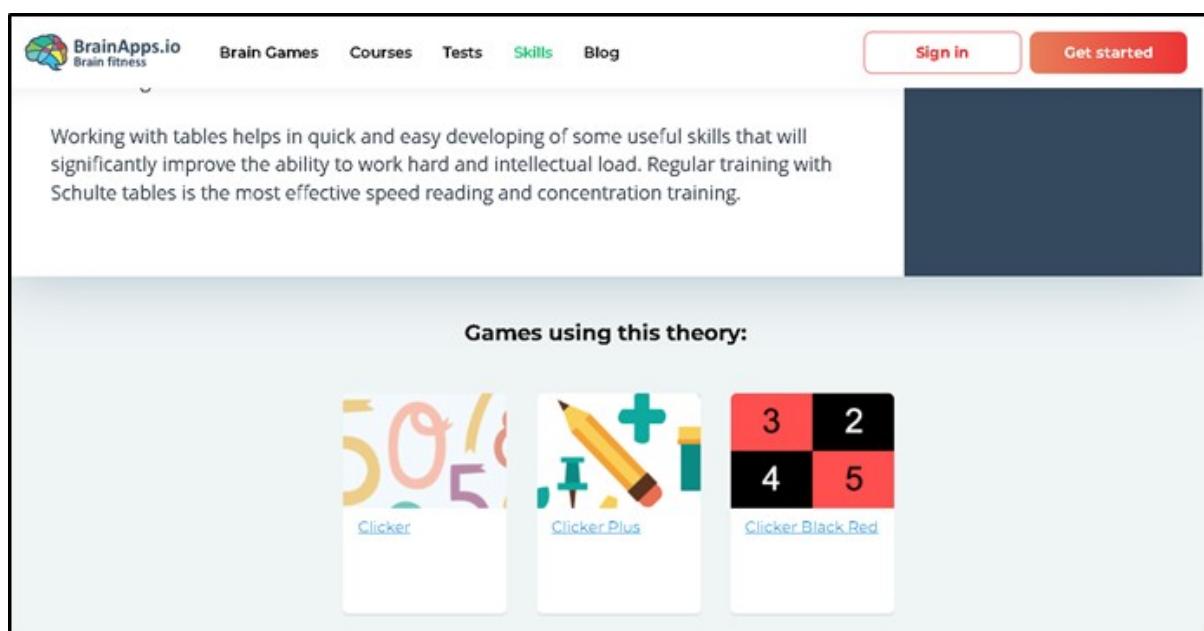 BrainApps.io
Brain fitness
Brain Games Courses Tests Skills Blog Sign in Get started
Working with tables helps in quick and easy developing of some useful skills that will
significantly improve the ability to work hard and intellectual load. Regular training with
Schulte tables is the most effective speed reading and concentration training.
Games using this theory:
3 2
4 5
Clicker Clicker Plus Clicker Black Red